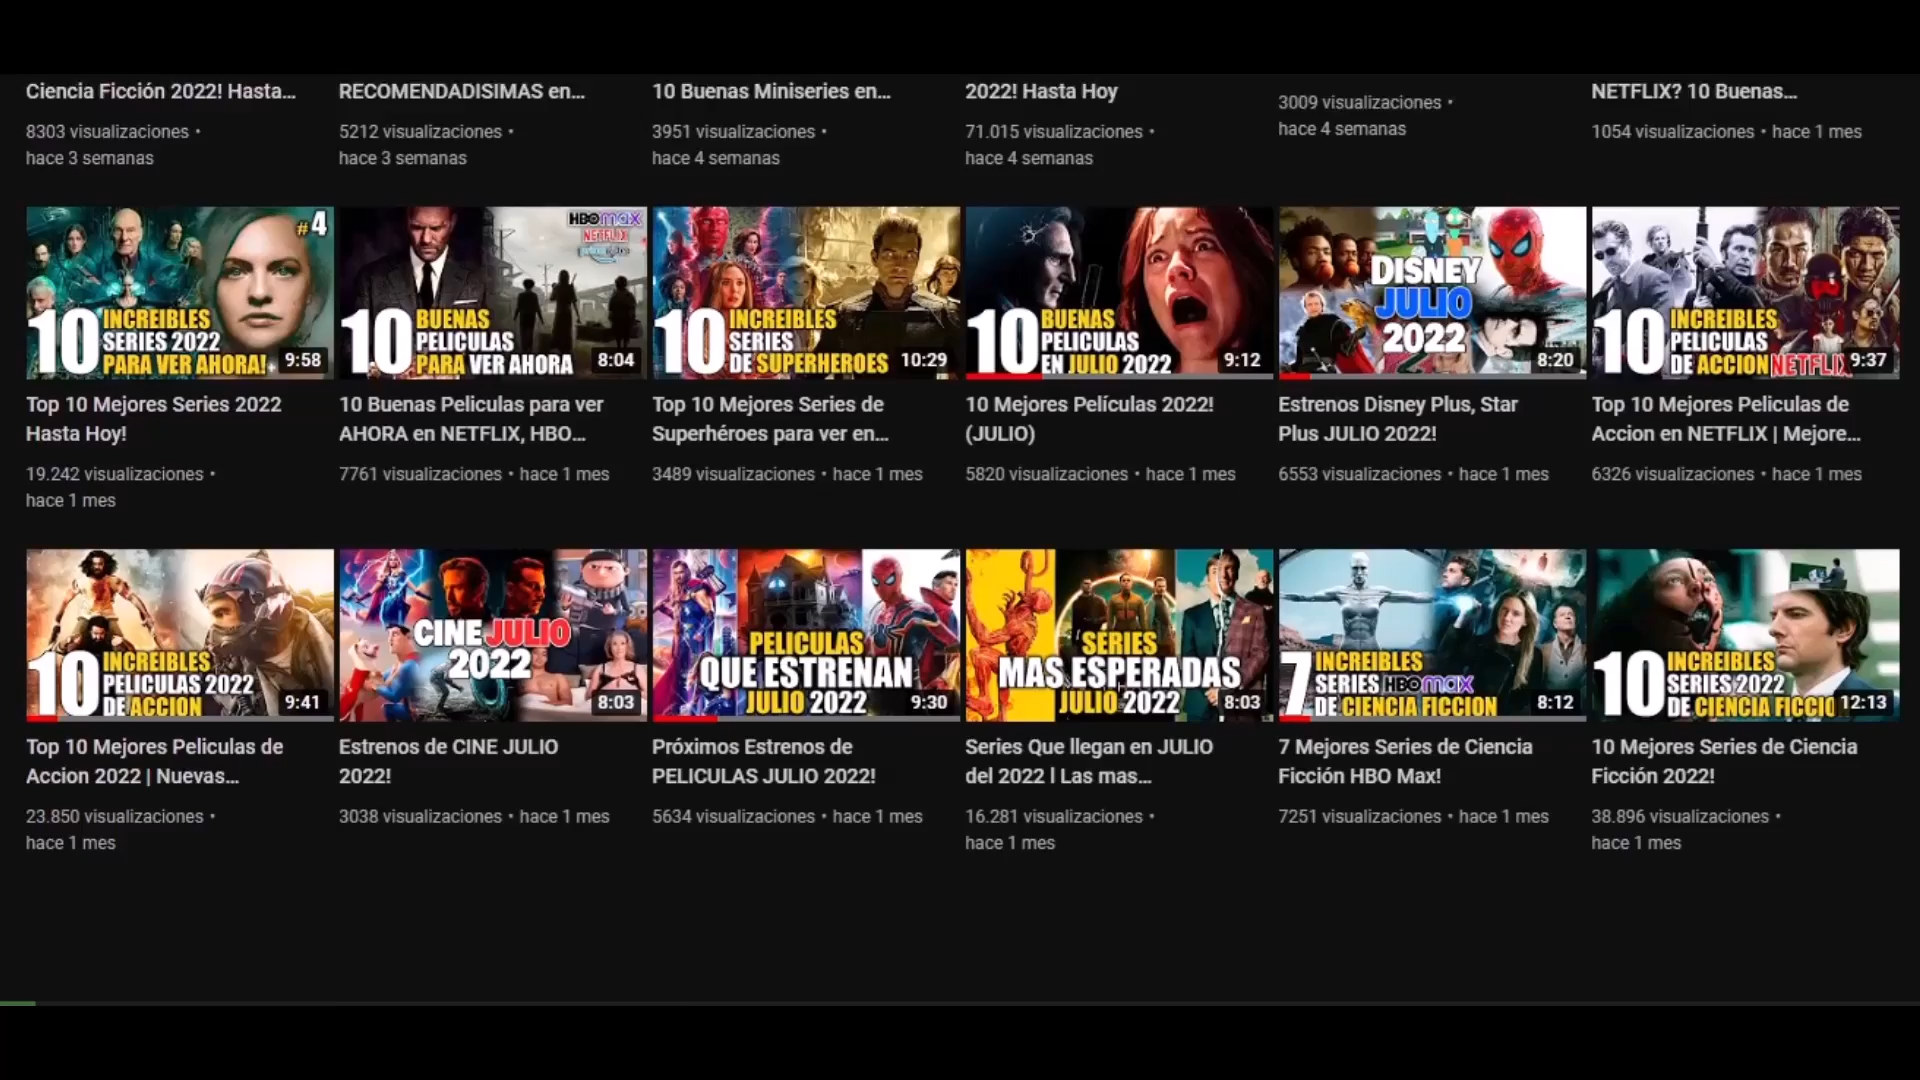 Ciencia Ficción 2022! Hasta...
8303 visualizaciones •
hace 3 semanas
RECOMENDADISIMAS en...
5212 visualizaciones •
hace 3 semanas
10 Buenas Miniseries en...
3951 visualizaciones •
hace 4 semanas
2022! Hasta Hoy
71.015 visualizaciones •
hace 4 semanas
3009 visualizaciones •
hace 4 semanas
NETFLIX? 10 Buenas...
1054 visualizaciones • hace 1 mes
#4
10 INCREIBLES
SERIES 2022
PARA VER AHORA!
9:58
Top 10 Mejores Series 2022
Hasta Hoy!
19.242 visualizaciones •
hace 1 mes
HBO max
NETFLIX
10 BUENAS
PELICULAS
PARA VER AHORA
8:04
10 Buenas Peliculas para ver
AHORA en NETFLIX, HBO...
7761 visualizaciones • hace 1 mes
10 INCREIBLES
SERIES
DE SUPERHEROES
10:29
Top 10 Mejores Series de
Superhéroes para ver en...
3489 visualizaciones • hace 1 mes
10 BUENAS
PELICULAS
EN JULIO 2022
9:12
10 Mejores Películas 2022!
(JULIO)
5820 visualizaciones • hace 1 mes
DISNEY
JULIO
2022
8:20
Estrenos Disney Plus, Star
Plus JULIO 2022!
6553 visualizaciones • hace 1 mes
10 INCREIBLES
PELICULAS
DE ACCION NETFLIX
9:37
Top 10 Mejores Peliculas de
Accion en NETFLIX | Mejore...
6326 visualizaciones • hace 1 mes
10 INCREIBLES
PELICULAS 2022
DE ACCION
9:41
Top 10 Mejores Peliculas de
Accion 2022 | Nuevas...
23.850 visualizaciones •
hace 1 mes
CINE JULIO
2022
8:03
Estrenos de CINE JULIO
2022!
3038 visualizaciones • hace 1 mes
PELICULAS
QUE ESTRENAN
JULIO 2022
9:30
Próximos Estrenos de
PELICULAS JULIO 2022!
5634 visualizaciones • hace 1 mes
SERIES
MAS ESPERADAS
JULIO 2022
8:03
Series Que llegan en JULIO
del 2022 l Las mas...
16.281 visualizaciones •
hace 1 mes
7 INCREIBLES
SERIES HBO max
DE CIENCIA FICCION
8:12
7 Mejores Series de Ciencia
Ficción HBO Max!
7251 visualizaciones • hace 1 mes
10 INCREIBLES
SERIES 2022
DE CIENCIA FICCIO
12:13
10 Mejores Series de Ciencia
Ficción 2022!
38.896 visualizaciones •
hace 1 mes